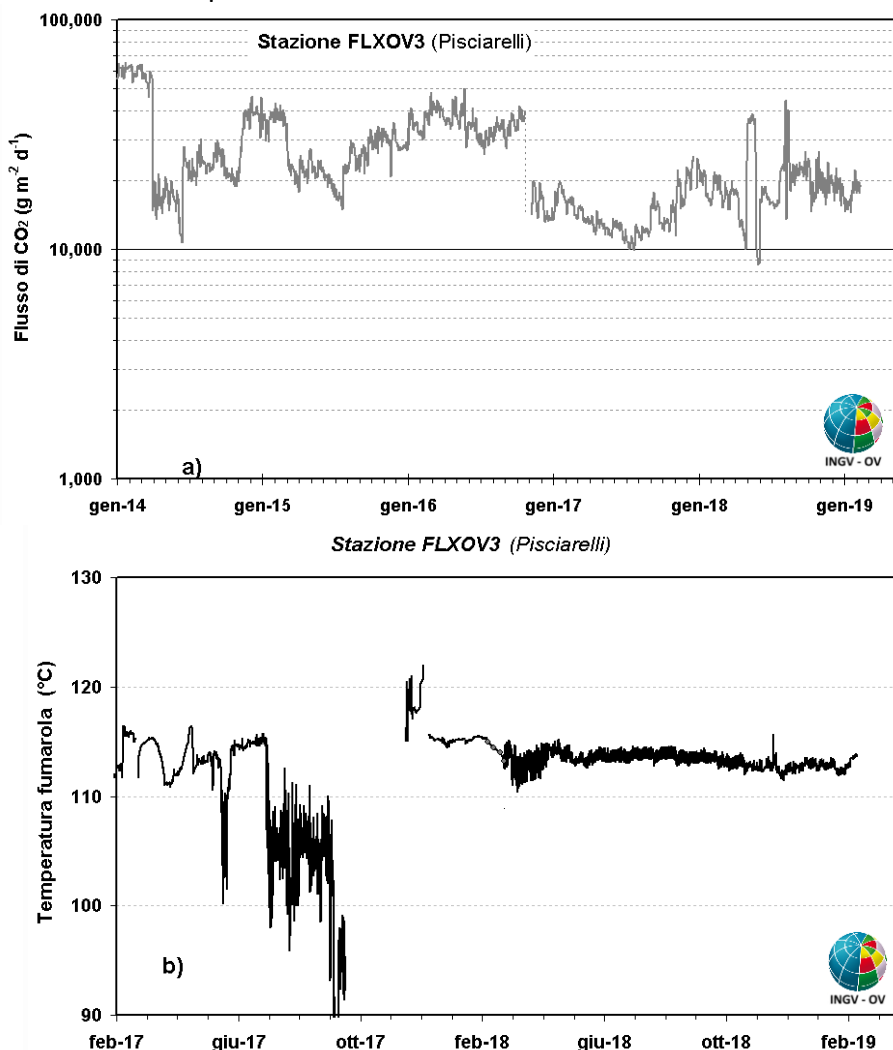 100,000
Stazione FLXOV3 (Pisciarelli)
Flusso di CO₂ (g m⁻² d⁻¹)
10,000
INGV - OV
a)
1,000
gen-14 gen-15 gen-16 gen-17 gen-18 gen-19
Stazione FLXOV3 (Pisciarelli)
130
120
Temperatura fumarola (°C)
110
100
b)
INGV - OV
90
feb-17 giu-17 ott-17 feb-18 giu-18 ott-18 feb-19